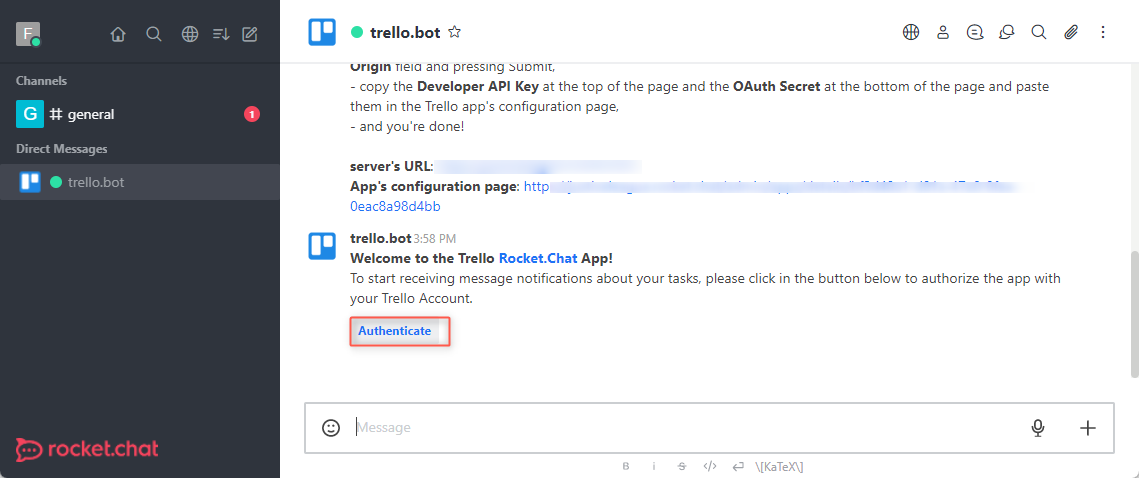 F
trello.bot
Channels
G # general 1
Direct Messages
trello.bot
Origin field and pressing Submit,
- copy the Developer API Key at the top of the page and the OAuth Secret at the bottom of the page and paste
them in the Trello app's configuration page,
- and you're done!
server's URL:
App's configuration page: http
0eac8a98d4bb
trello.bot 3:58 PM
Welcome to the Trello Rocket.Chat App!
To start receiving message notifications about your tasks, please click in the button below to authorize the app with
your Trello Account.
Authenticate
Message
rocket.chat
B i S </> \[KaTeX\]